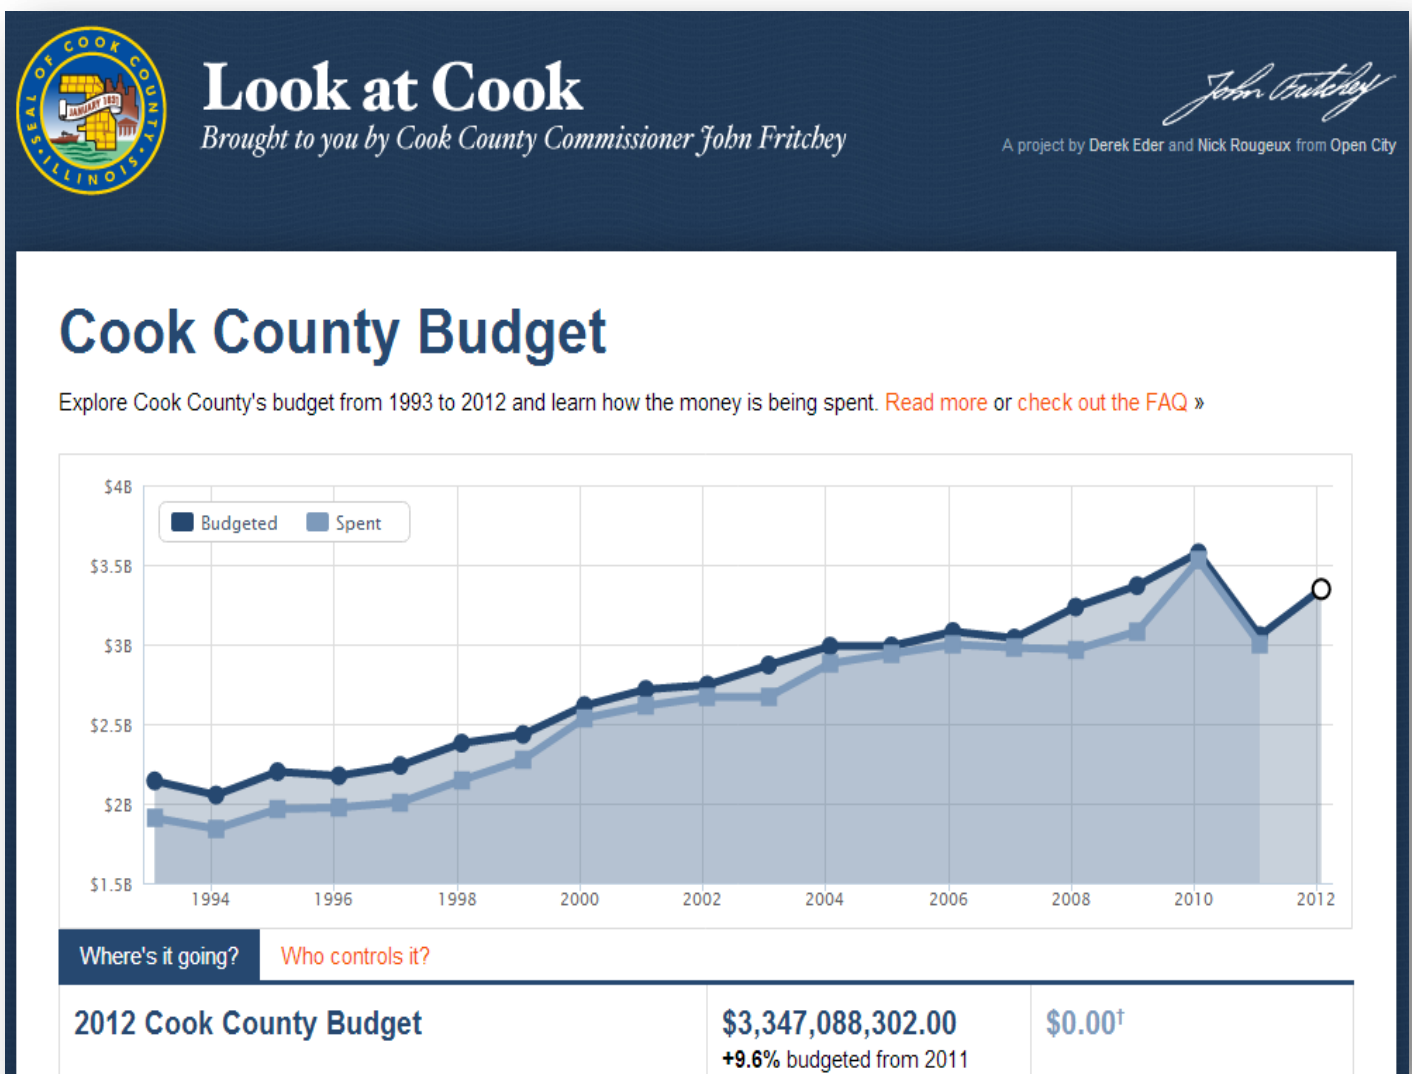 SEAL OF COOK COUNTY
ILLINOIS
JANUARY 1831
Look at Cook
Brought to you by Cook County Commissioner John Fritchey
John Fritchey
A project by Derek Eder and Nick Rougeux from Open City
Cook County Budget
Explore Cook County's budget from 1993 to 2012 and learn how the money is being spent. Read more or check out the FAQ »
$4B
Budgeted Spent
$3.5B
$3B
$2.5B
$2B
$1.5B
1994 1996 1998 2000 2002 2004 2006 2008 2010 2012
Where's it going? Who controls it?
2012 Cook County Budget $3,347,088,302.00 $0.00†
+9.6% budgeted from 2011